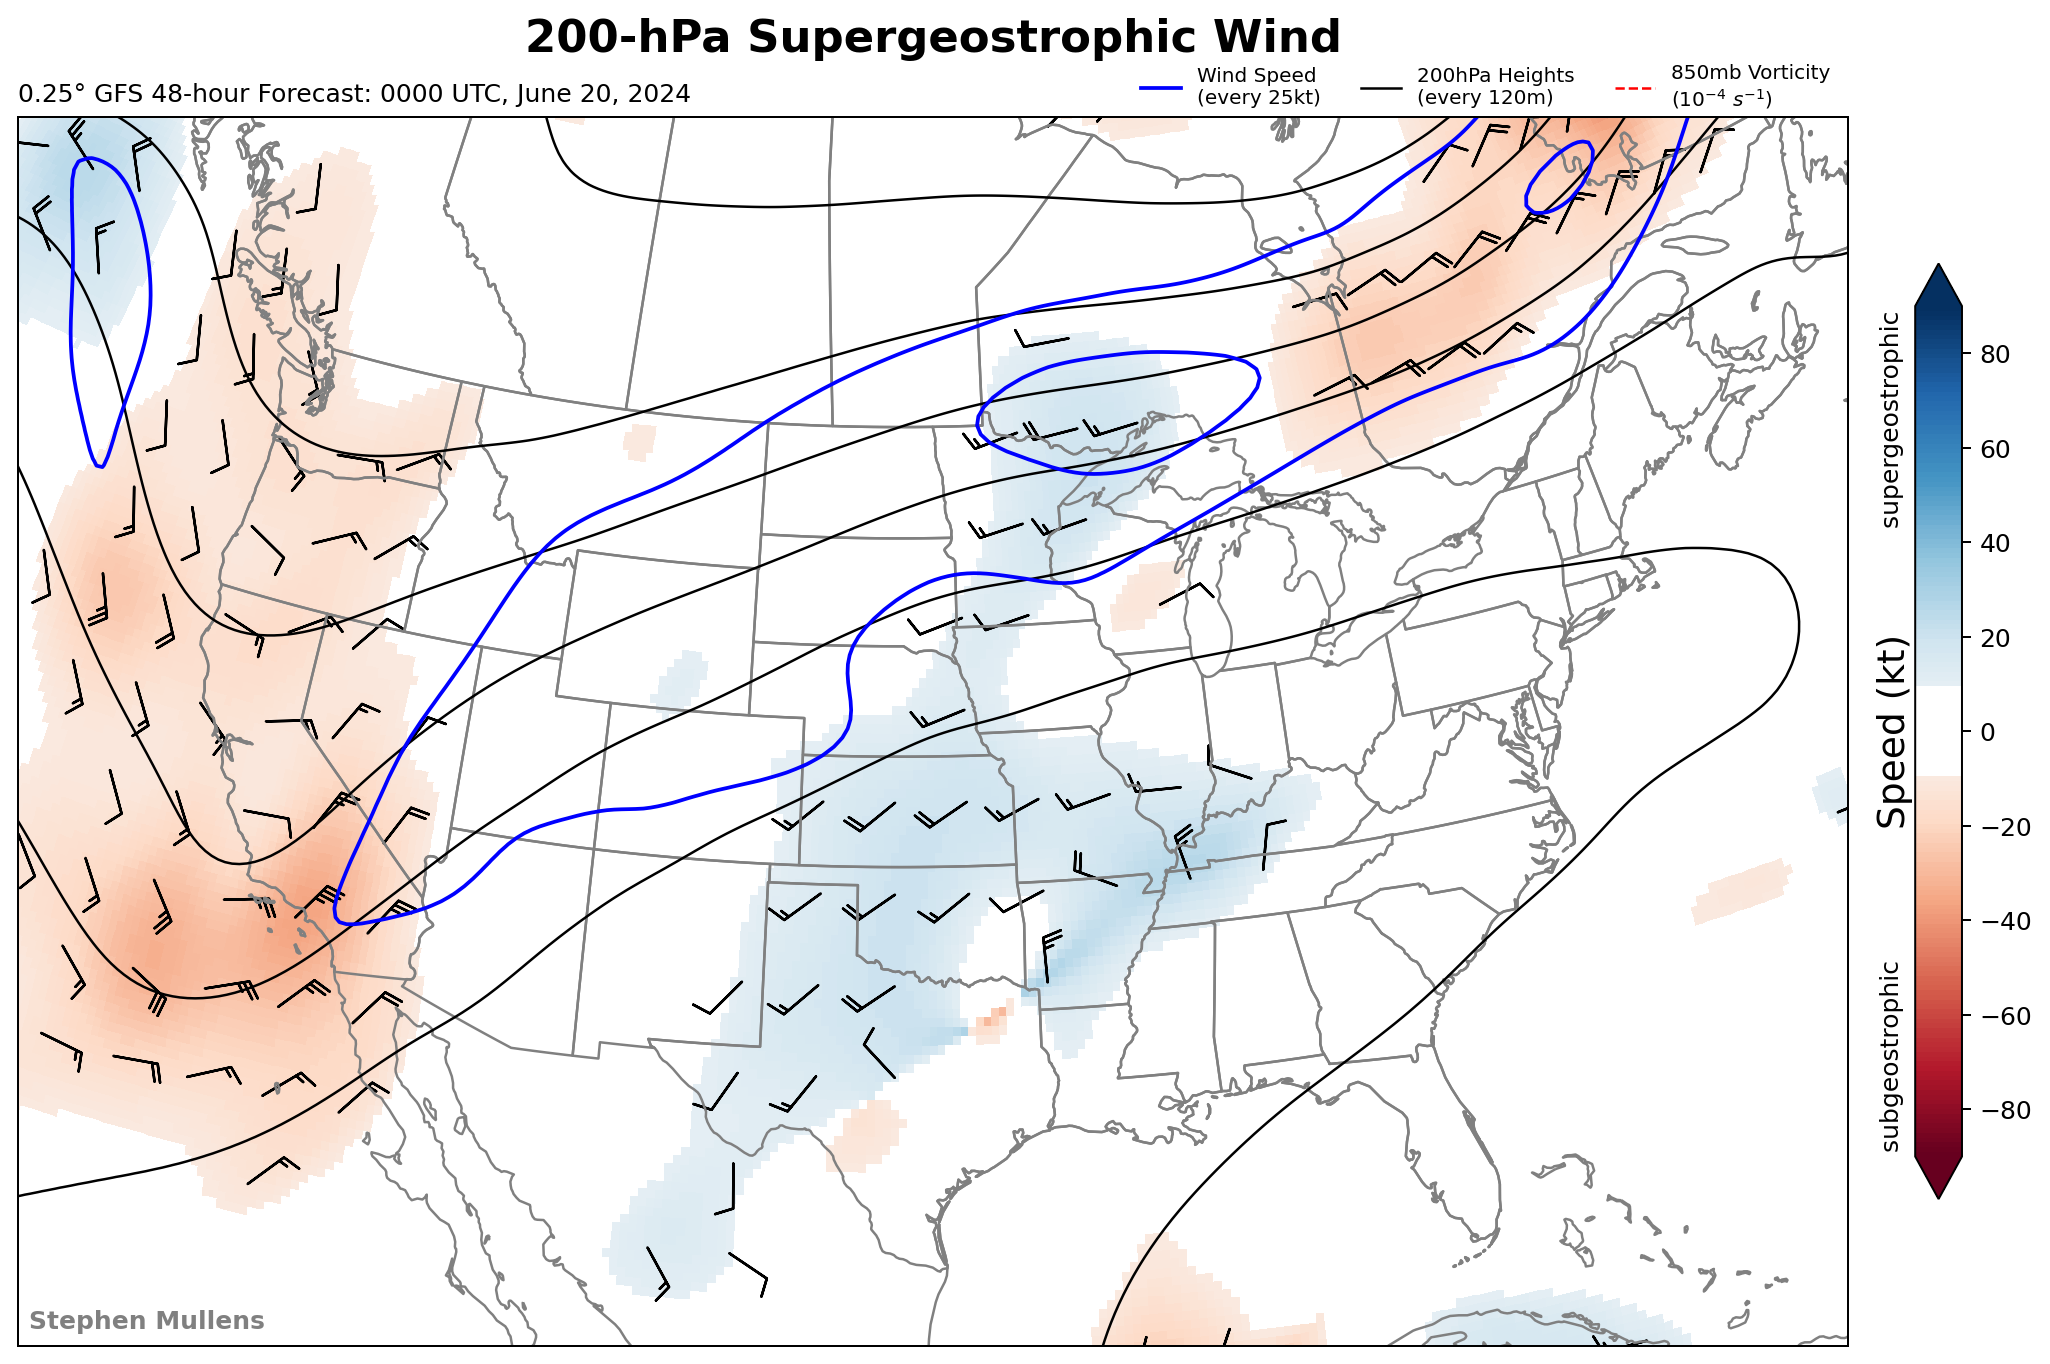 200-hPa Supergeostrophic Wind
0.25° GFS 48-hour Forecast: 0000 UTC, June 20, 2024
Wind Speed
(every 25kt)
200hPa Heights
(every 120m)
850mb Vorticity
(10⁻⁴ s⁻¹)
supergeostrophic
subgeostrophic
Speed (kt)
80
60
40
20
0
−20
−40
−60
−80
Stephen Mullens